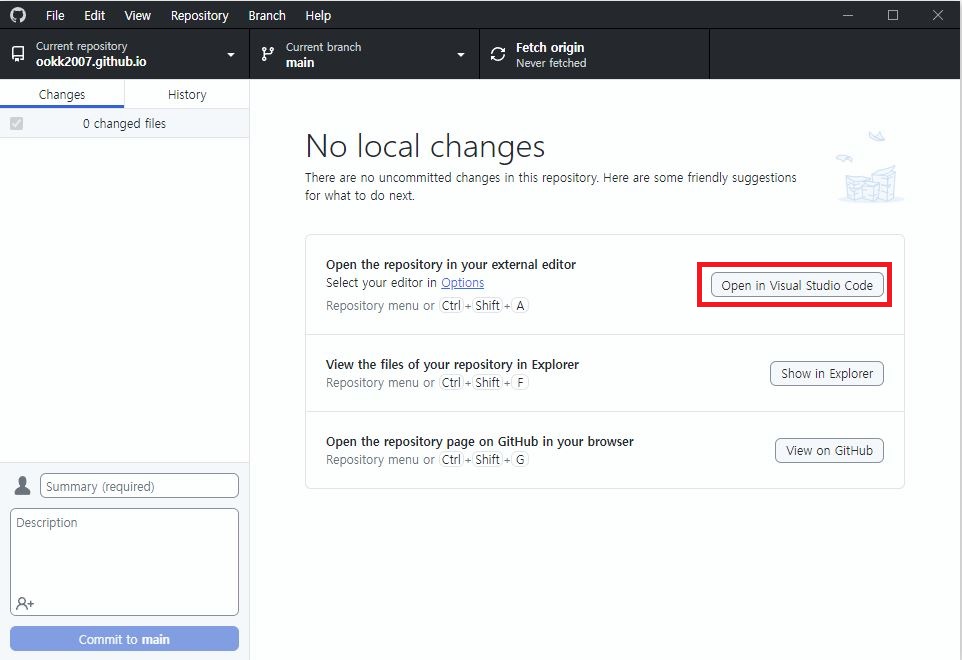 File Edit View Repository Branch Help
Current repository
ookk2007.github.io
Current branch
main
Fetch origin
Never fetched
Changes History
0 changed files
No local changes
There are no uncommitted changes in this repository. Here are some friendly suggestions
for what to do next.
Open the repository in your external editor
Select your editor in Options
Repository menu or Ctrl + Shift + A
Open in Visual Studio Code
View the files of your repository in Explorer
Repository menu or Ctrl + Shift + F
Show in Explorer
Open the repository page on GitHub in your browser
Repository menu or Ctrl + Shift + G
View on GitHub
Summary (required)
Description
Commit to main